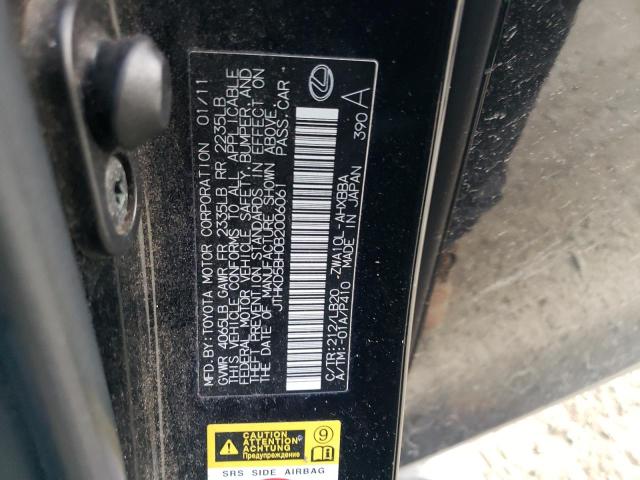 MFD.BY:TOYOTA MOTOR CORPORATION 01/11
GVWR 4065LB GAWR FR 2335LB RR 2235LB
THIS VEHICLE CONFORMS TO ALL APPLICABLE
FEDERAL MOTOR VEHICLE SAFETY, BUMPER, AND
THEFT PREVENTION STANDARDS IN EFFECT ON
THE DATE OF MANUFACTURE SHOWN ABOVE.
JTHKD5BH0B2006061 PASS.CAR
C/TR:212/LB20 -ZWA10L-AHXBBA
A/TM:-01A/P410 MADE IN JAPAN
390 A
CAUTION
ATTENTION
ACHTUNG
Предупреждение
9
SRS SIDE AIRBAG